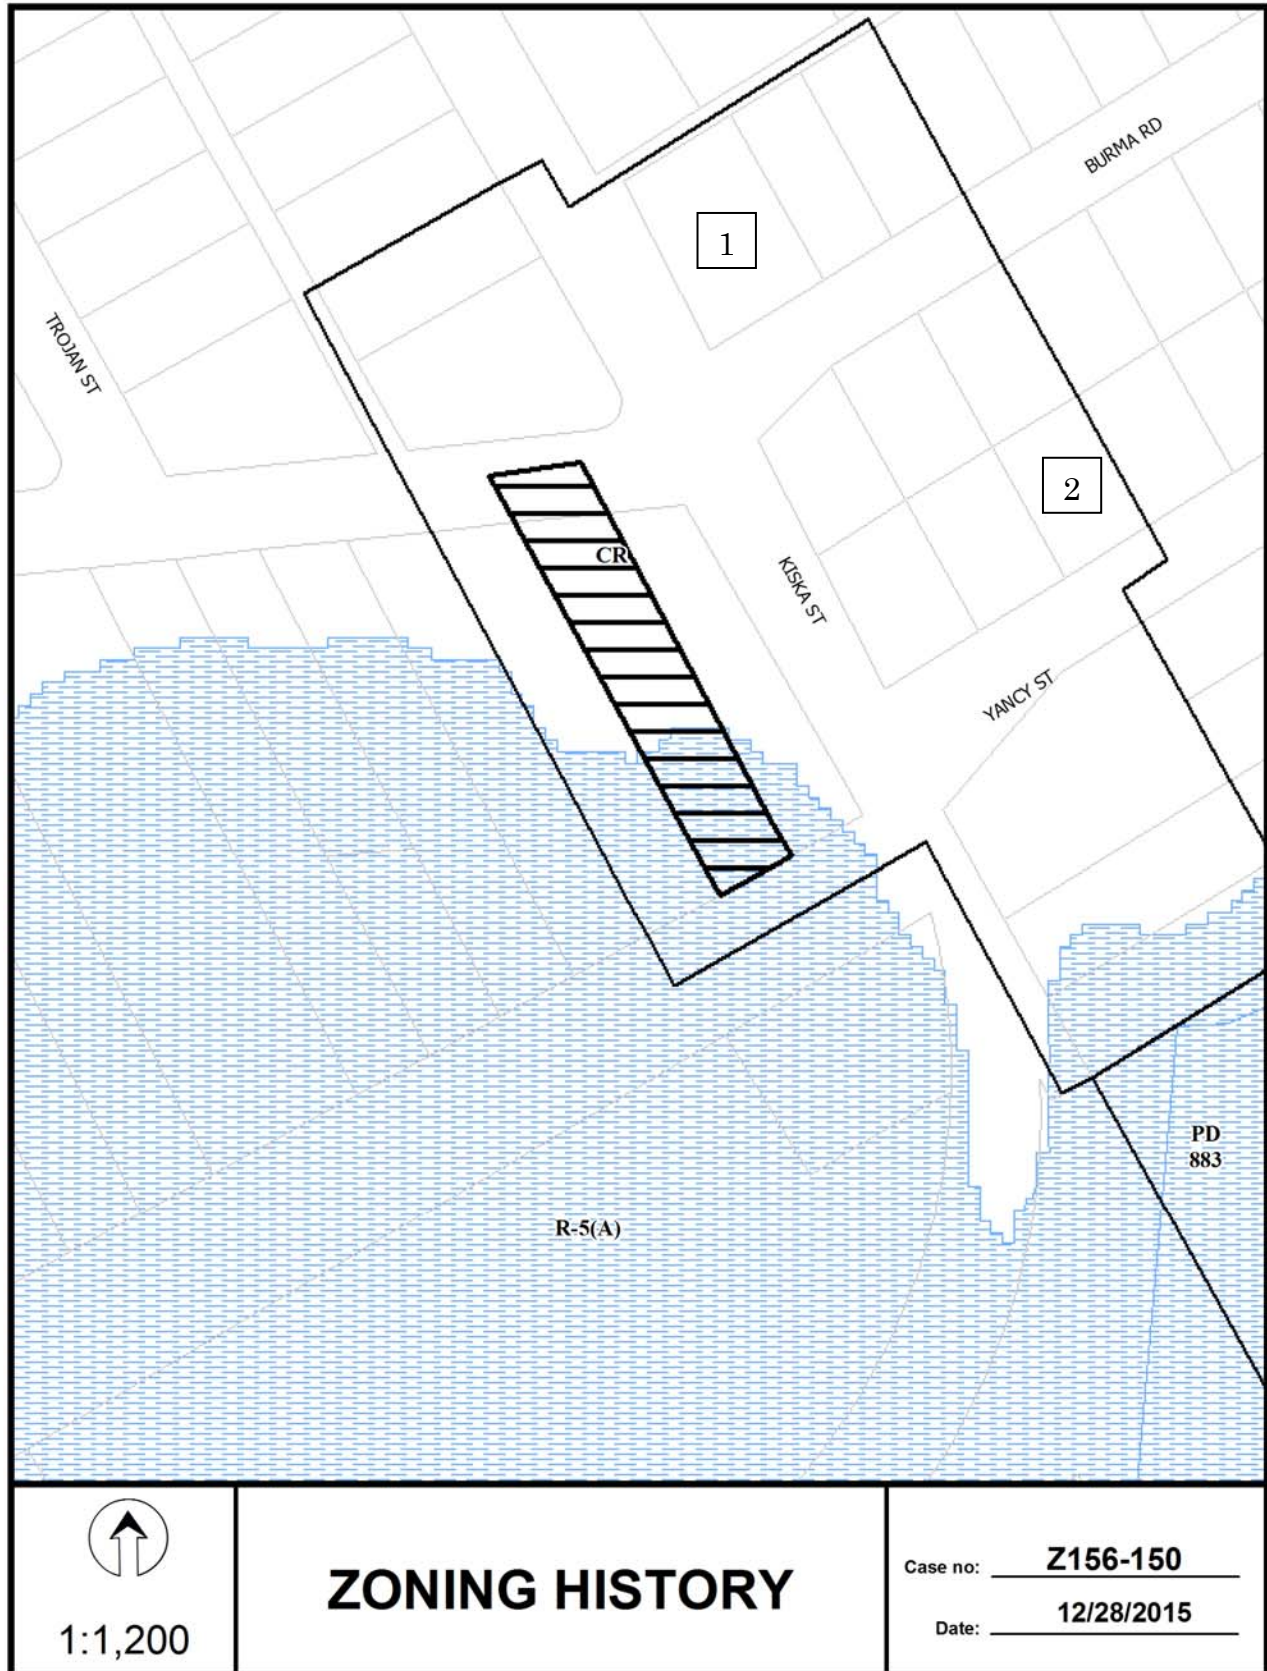 BURMA RD
1
TROJAN ST
2
CR
KISKA ST
YANCY ST
PD
883
R-5(A)
1:1,200
ZONING HISTORY
Case no: Z156-150
Date: 12/28/2015